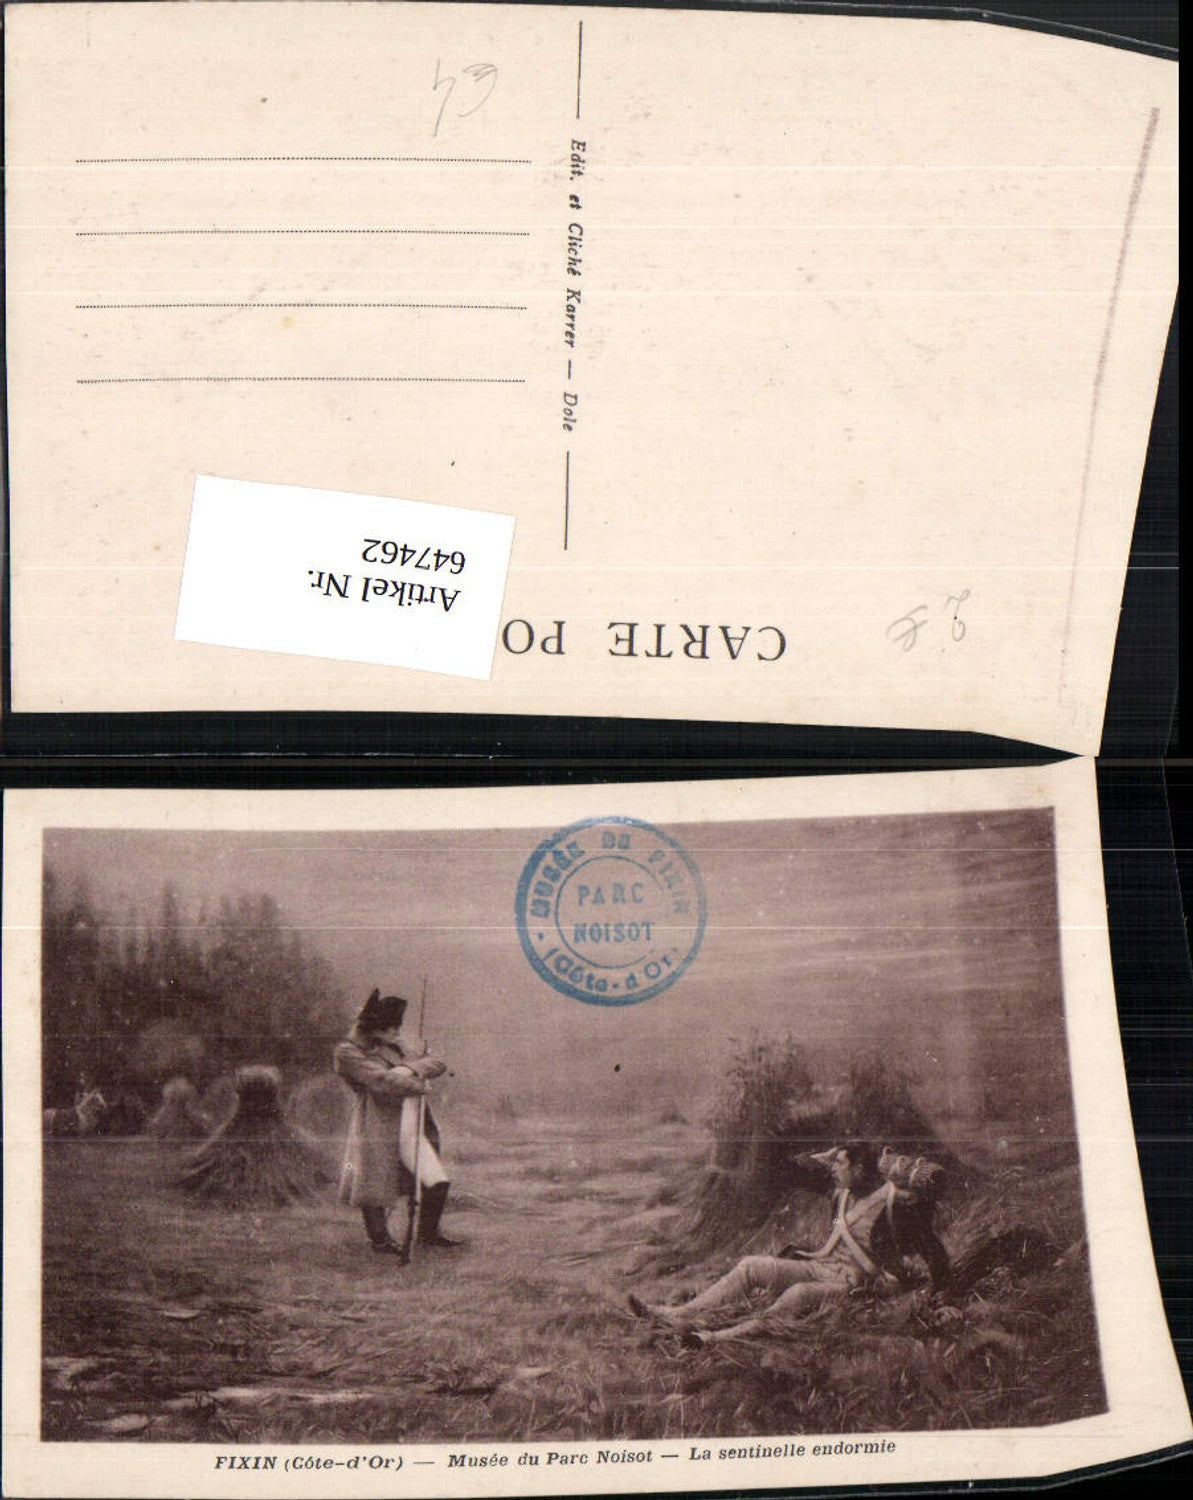 43
Edit. et Cliché Karrer — Dole
Artikel Nr.
647462
CARTE PO
MUSÉE DU FIXIN
PARC
NOISOT
(Côte-d'Or)
FIXIN (Côte-d'Or) — Musée du Parc Noisot — La sentinelle endormie